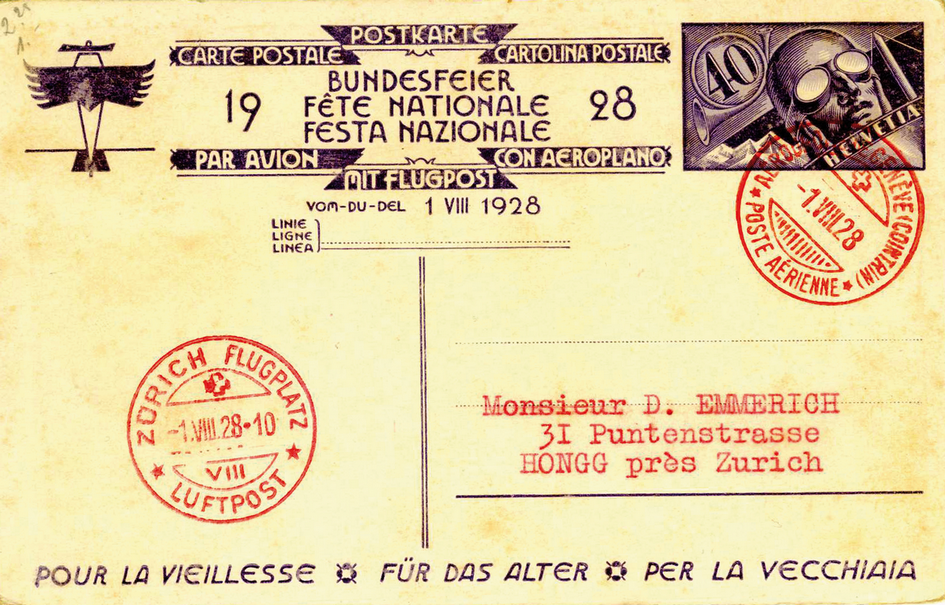 POSTKARTE
CARTE POSTALE CARTOLINA POSTALE
BUNDESFEIER
19 FÊTE NATIONALE 28
FESTA NAZIONALE
PAR AVION CON AEROPLANO
MIT FLUGPOST
VOM-DU-DEL 1 VIII 1928
LINIE
LIGNE
LINEA
40
HELVETIA
GENÈVE (COINTRIN)
-1.VIII.28
POSTE AÉRIENNE
ZÜRICH FLUGPLATZ
-1.VIII.28-10
VIII
LUFTPOST
Monsieur D. EMMERICH
3I Puntenstrasse
HONGG près Zurich
POUR LA VIEILLESSE FÜR DAS ALTER PER LA VECCHIAIA